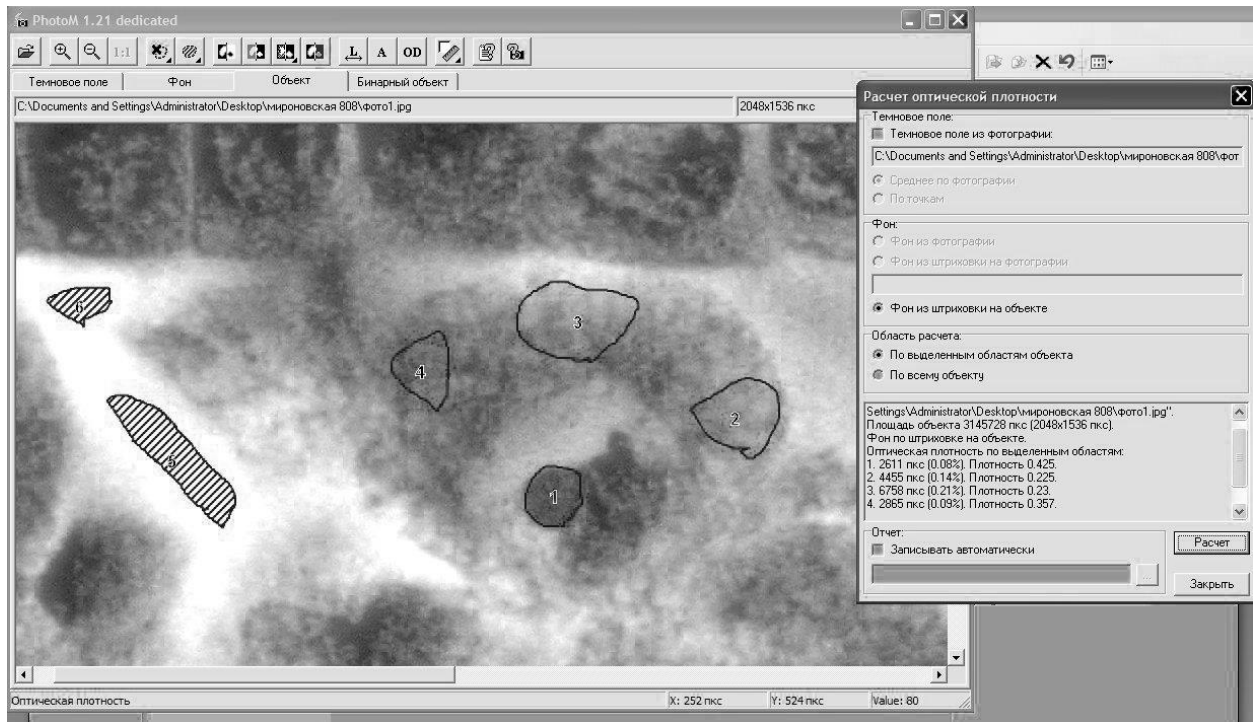 PhotoM 1.21 dedicated
1:1 L A OD
Темновое поле Фон Объект Бинарный объект
C:\Documents and Settings\Administrator\Desktop\мироновская 808\фото1.jpg 2048x1536 пкс
6
3
4
2
5
1
Оптическая плотность X: 252 пкс Y: 524 пкс Value: 80
Расчет оптической плотности
Темновое поле:
Темновое поле из фотографии:
C:\Documents and Settings\Administrator\Desktop\мироновская 808\фот
Среднее по фотографии
По точкам
Фон:
Фон из фотографии
Фон из штриховки на фотографии
Фон из штриховки на объекте
Область расчета:
По выделенным областям объекта
По всему объекту
Settings\Administrator\Desktop\мироновская 808\фото1.jpg".
Площадь объекта 3145728 пкс (2048x1536 пкс).
Фон по штриховке на объекте.
Оптическая плотность по выделенным областям:
1. 2611 пкс (0.08%). Плотность 0.425.
2. 4455 пкс (0.14%). Плотность 0.225.
3. 6758 пкс (0.21%). Плотность 0.23.
4. 2865 пкс (0.09%). Плотность 0.357.
Отчет:
Записывать автоматически
...
Расчет
Закрыть